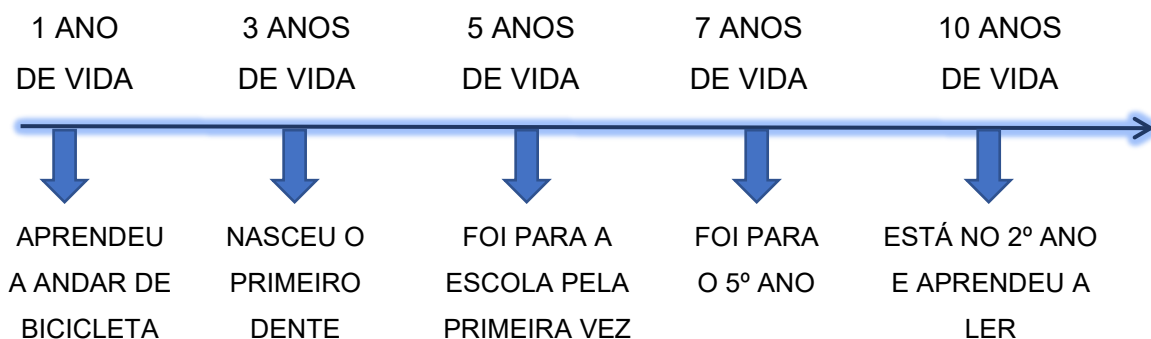 1 ANO
DE VIDA
3 ANOS
DE VIDA
5 ANOS
DE VIDA
7 ANOS
DE VIDA
10 ANOS
DE VIDA
APRENDEU
A ANDAR DE
BICICLETA
NASCEU O
PRIMEIRO
DENTE
FOI PARA A
ESCOLA PELA
PRIMEIRA VEZ
FOI PARA
O 5º ANO
ESTÁ NO 2º ANO
E APRENDEU A
LER